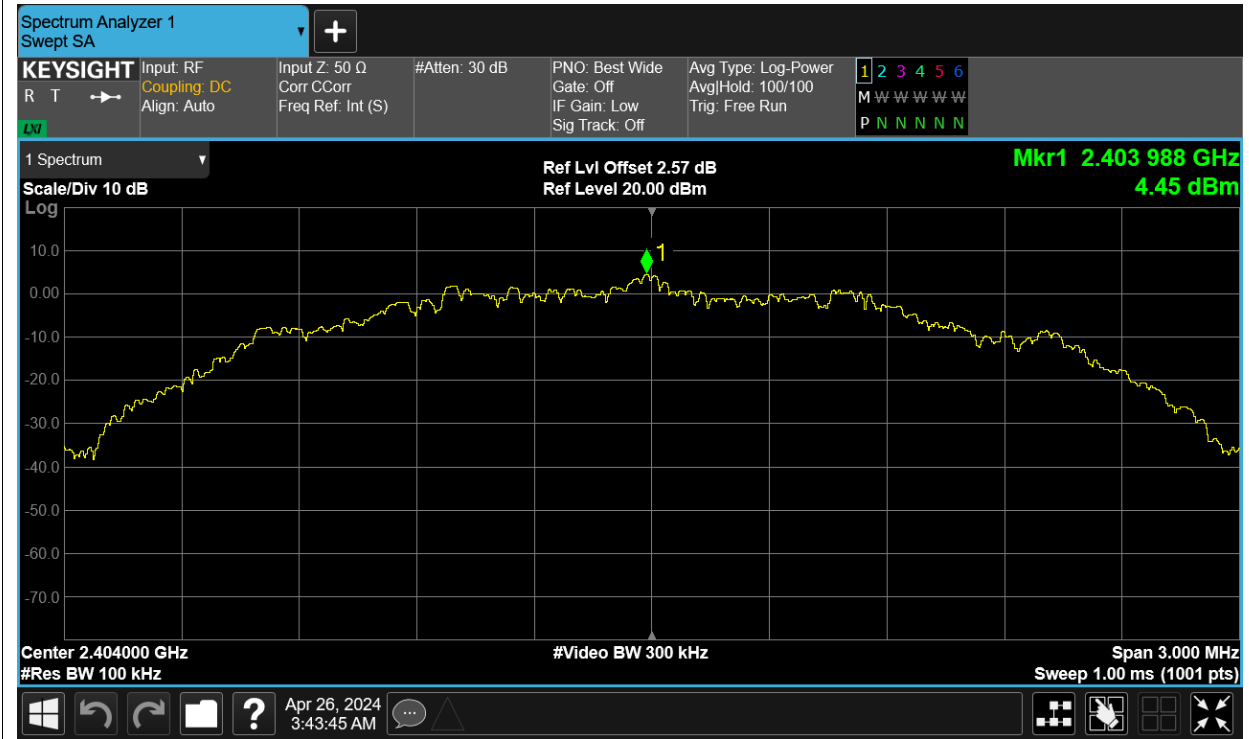 Spectrum Analyzer 1
Swept SA
KEYSIGHT
R T
LXI
Input: RF
Coupling: DC
Align: Auto
Input Z: 50 Ω
Corr CCorr
Freq Ref: Int (S)
#Atten: 30 dB
PNO: Best Wide
Gate: Off
IF Gain: Low
Sig Track: Off
Avg Type: Log-Power
Avg|Hold: 100/100
Trig: Free Run
1 2 3 4 5 6
M W W W W W
P N N N N N
1 Spectrum
Scale/Div 10 dB
Log
Ref Lvl Offset 2.57 dB
Ref Level 20.00 dBm
Mkr1 2.403 988 GHz
4.45 dBm
1
10.0
0.00
-10.0
-20.0
-30.0
-40.0
-50.0
-60.0
-70.0
Center 2.404000 GHz
#Res BW 100 kHz
#Video BW 300 kHz
Span 3.000 MHz
Sweep 1.00 ms (1001 pts)
?
Apr 26, 2024
3:43:45 AM